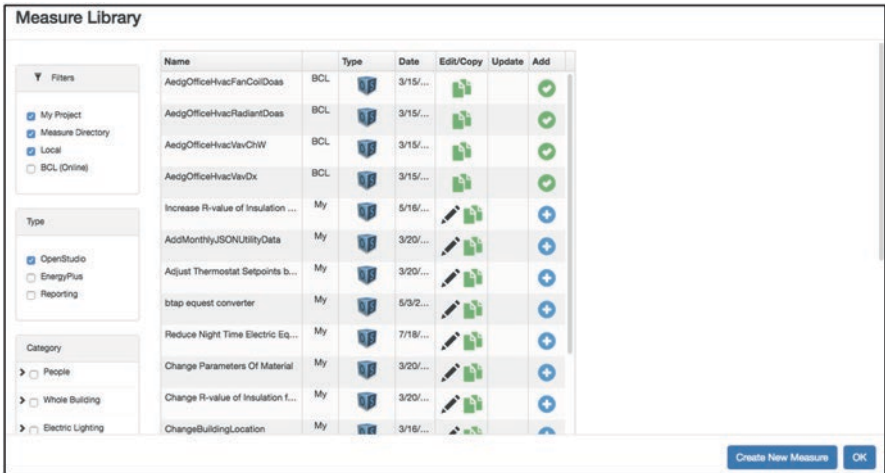 Measure Library
Filters
My Project
Measure Directory
Local
BCL (Online)
Type
OpenStudio
EnergyPlus
Reporting
Category
People
Whole Building
Electric Lighting
Name Type Date Edit/Copy Update Add
AedgOfficeHvacFanCoilDoas BCL 3/15/...
AedgOfficeHvacRadiantDoas BCL 3/15/...
AedgOfficeHvacVavChW BCL 3/15/...
AedgOfficeHvacVavDx BCL 3/15/...
Increase R-value of Insulation ... My 5/16/...
AddMonthlyJSONUtilityData My 3/20/...
Adjust Thermostat Setpoints b... My 3/20/...
btap equest converter My 5/3/2...
Reduce Night Time Electric Eq... My 7/18/...
Change Parameters Of Material My 3/20/...
Change R-value of Insulation f... My 3/20/...
ChangeBuildingLocation My 3/16/...
Create New Measure OK